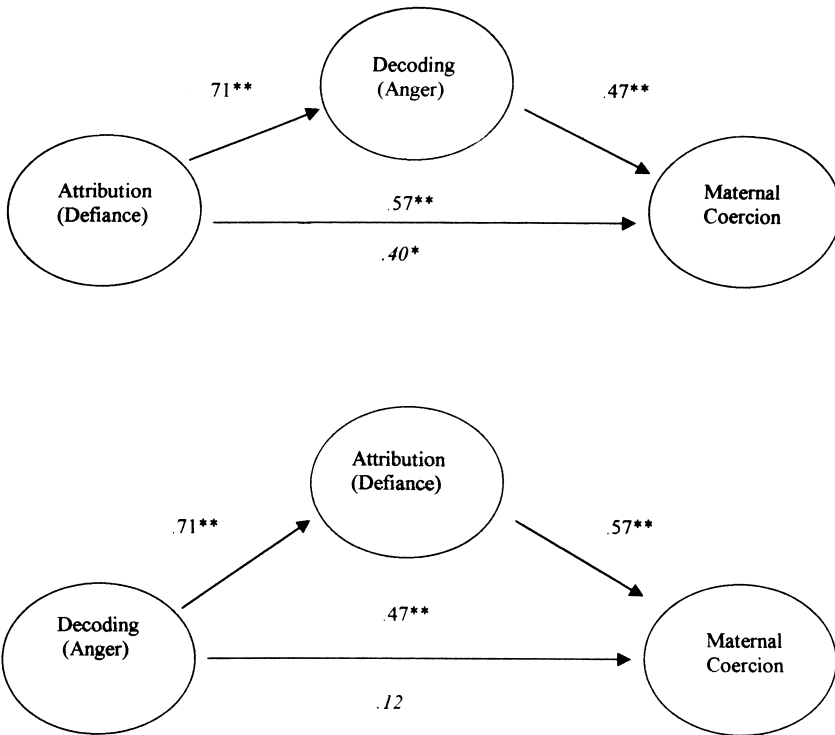 Decoding
(Anger)
.71**
.47**
Attribution
(Defiance)
.57**
Maternal
Coercion
.40*
Attribution
(Defiance)
.71**
.57**
Decoding
(Anger)
.47**
Maternal
Coercion
.12